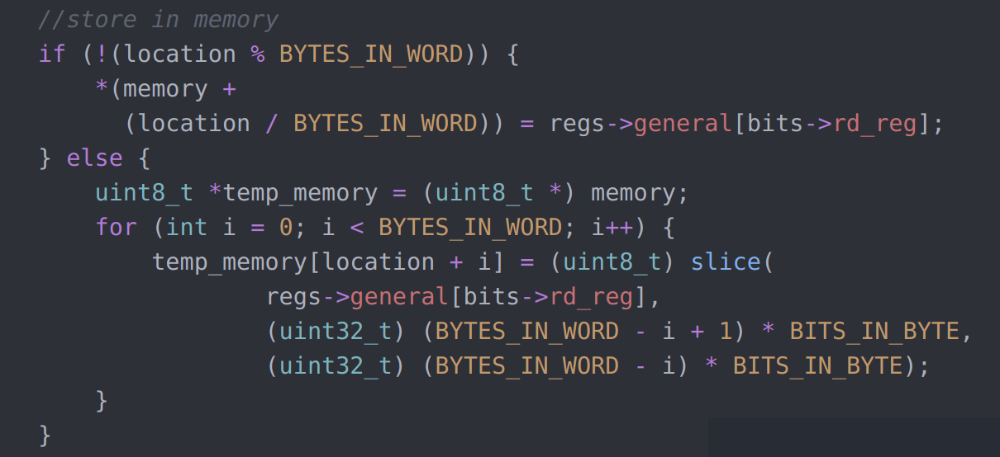 //store in memory
if (!(location % BYTES_IN_WORD)) {
    *(memory +
      (location / BYTES_IN_WORD)) = regs->general[bits->rd_reg];
} else {
    uint8_t *temp_memory = (uint8_t *) memory;
    for (int i = 0; i < BYTES_IN_WORD; i++) {
        temp_memory[location + i] = (uint8_t) slice(
                regs->general[bits->rd_reg],
                (uint32_t) (BYTES_IN_WORD - i + 1) * BITS_IN_BYTE,
                (uint32_t) (BYTES_IN_WORD - i) * BITS_IN_BYTE);
    }
}